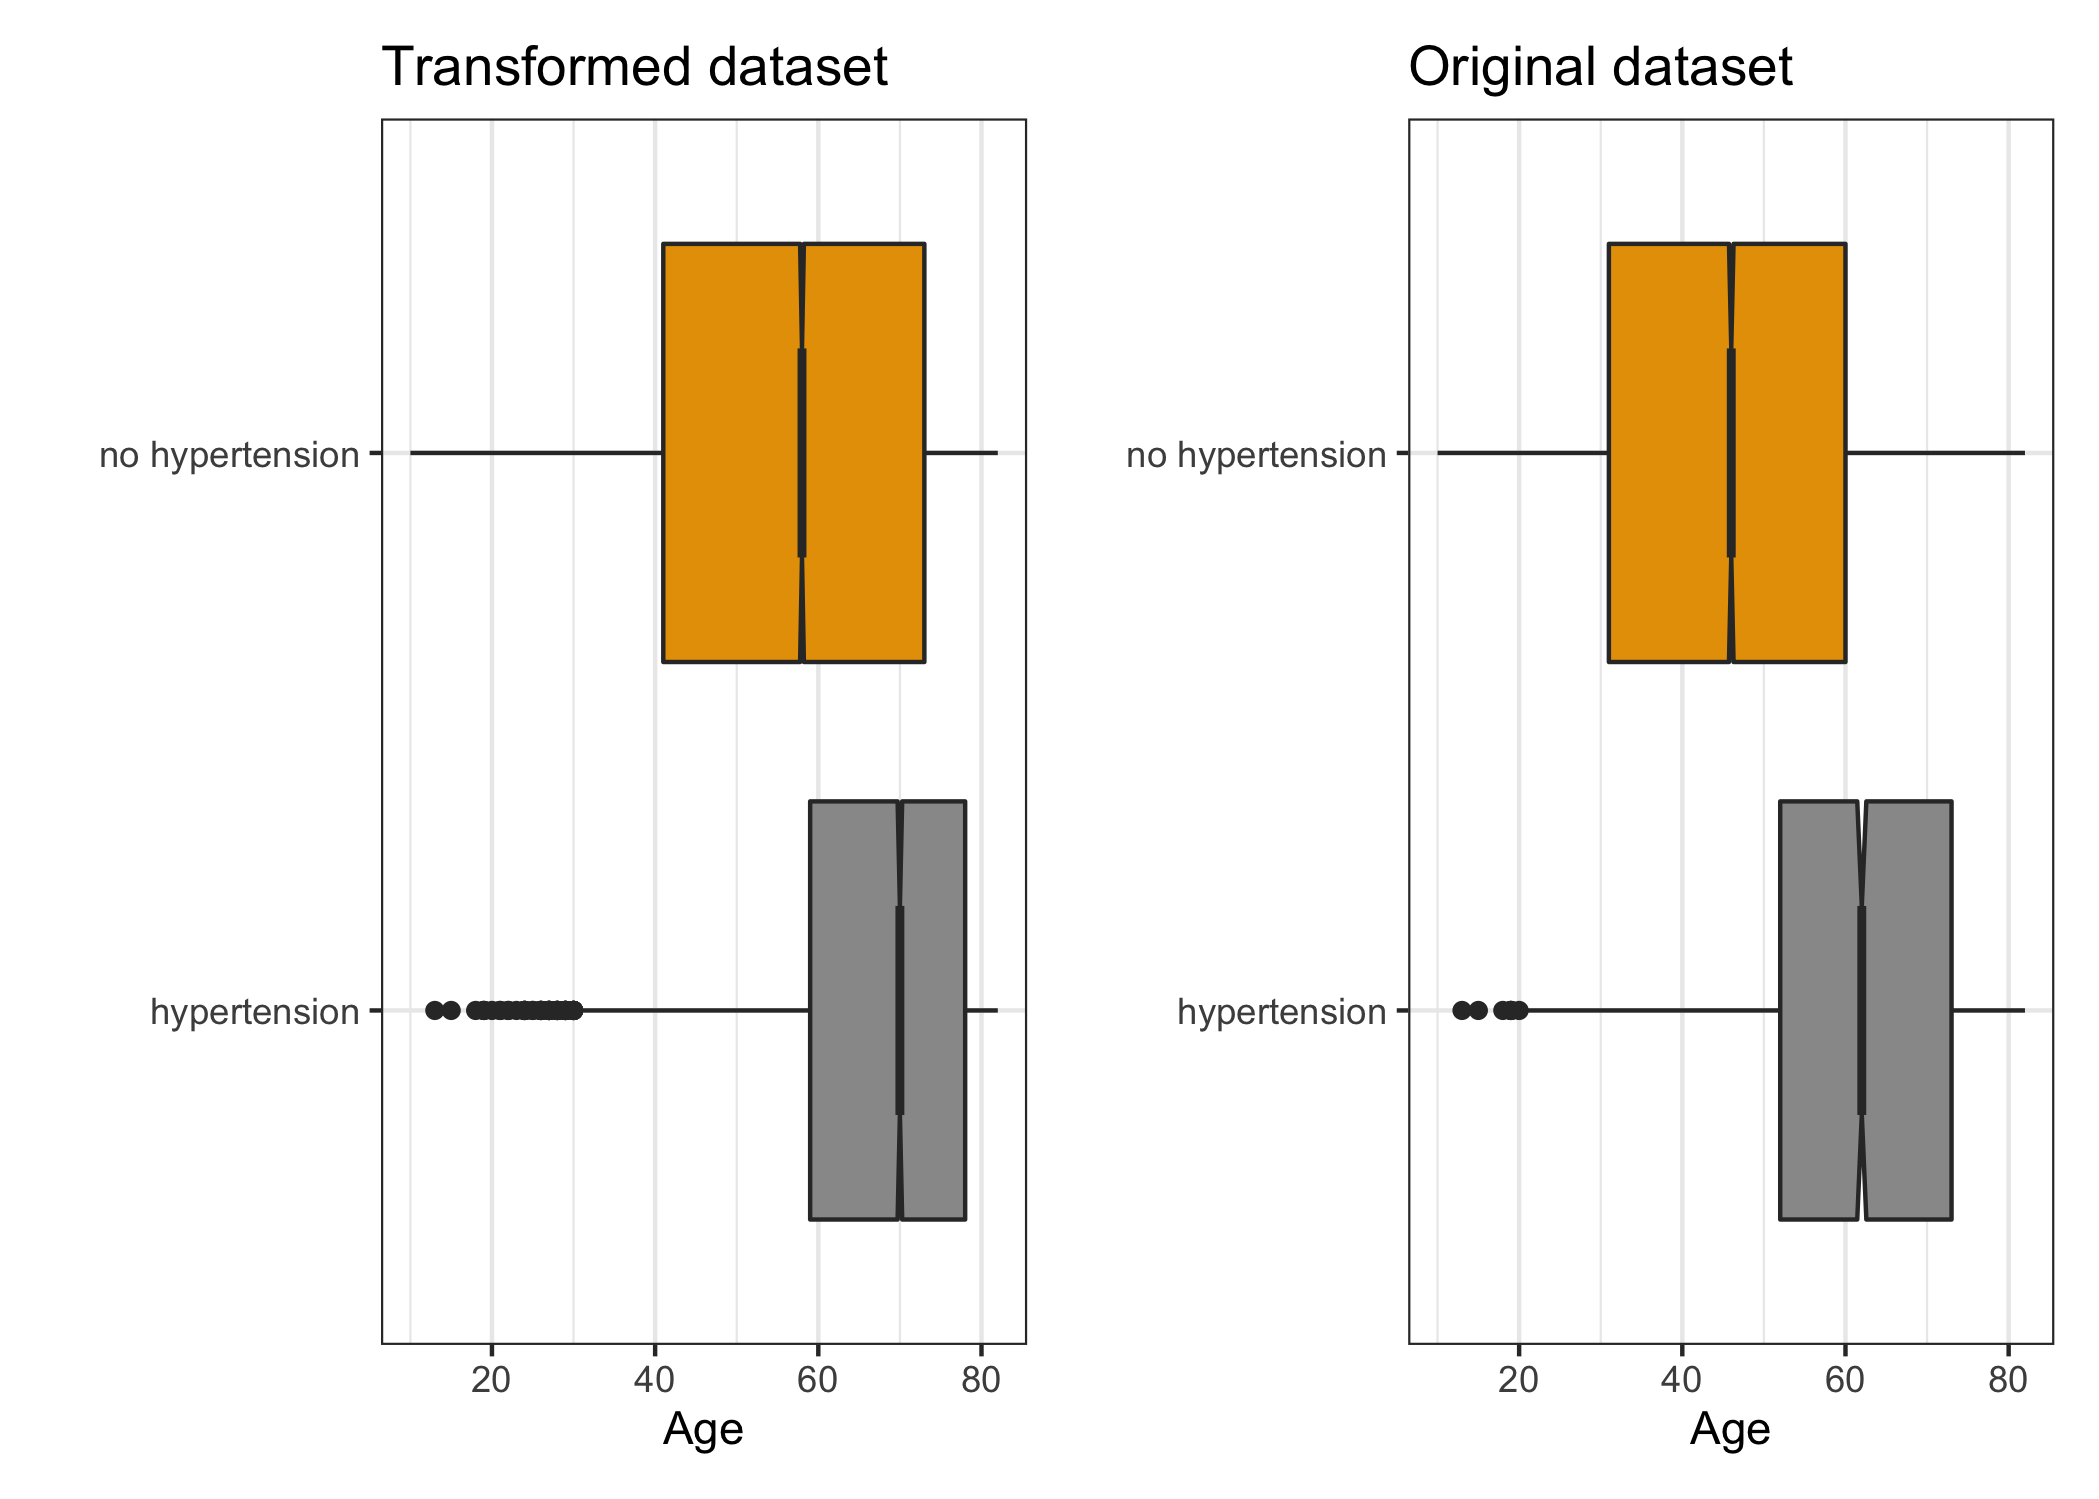 Transformed dataset
no hypertension
hypertension
20 40 60 80
Age
Original dataset
no hypertension
hypertension
20 40 60 80
Age